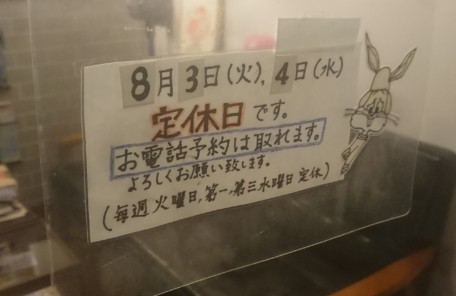 8月3日(火),4日(水)
定休日です。
お電話予約は取れます。
よろしくお願い致します。
(毎週火曜日,第一,第三水曜日定休)